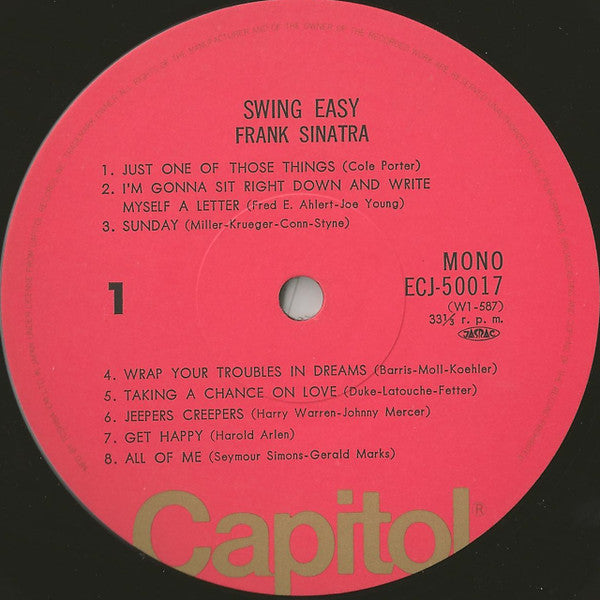 SWING EASY
FRANK SINATRA
1. JUST ONE OF THOSE THINGS (Cole Porter)
2. I'M GONNA SIT RIGHT DOWN AND WRITE
MYSELF A LETTER (Fred E. Ahlert-Joe Young)
3. SUNDAY (Miller-Krueger-Conn-Styne)
1
MONO
ECJ-50017
(W1-587)
33⅓ r. p. m.
JASRAC
4. WRAP YOUR TROUBLES IN DREAMS (Barris-Moll-Koehler)
5. TAKING A CHANCE ON LOVE (Duke-Latouche-Fetter)
6. JEEPERS CREEPERS (Harry Warren-Johnny Mercer)
7. GET HAPPY (Harold Arlen)
8. ALL OF ME (Seymour Simons-Gerald Marks)
Capitol®